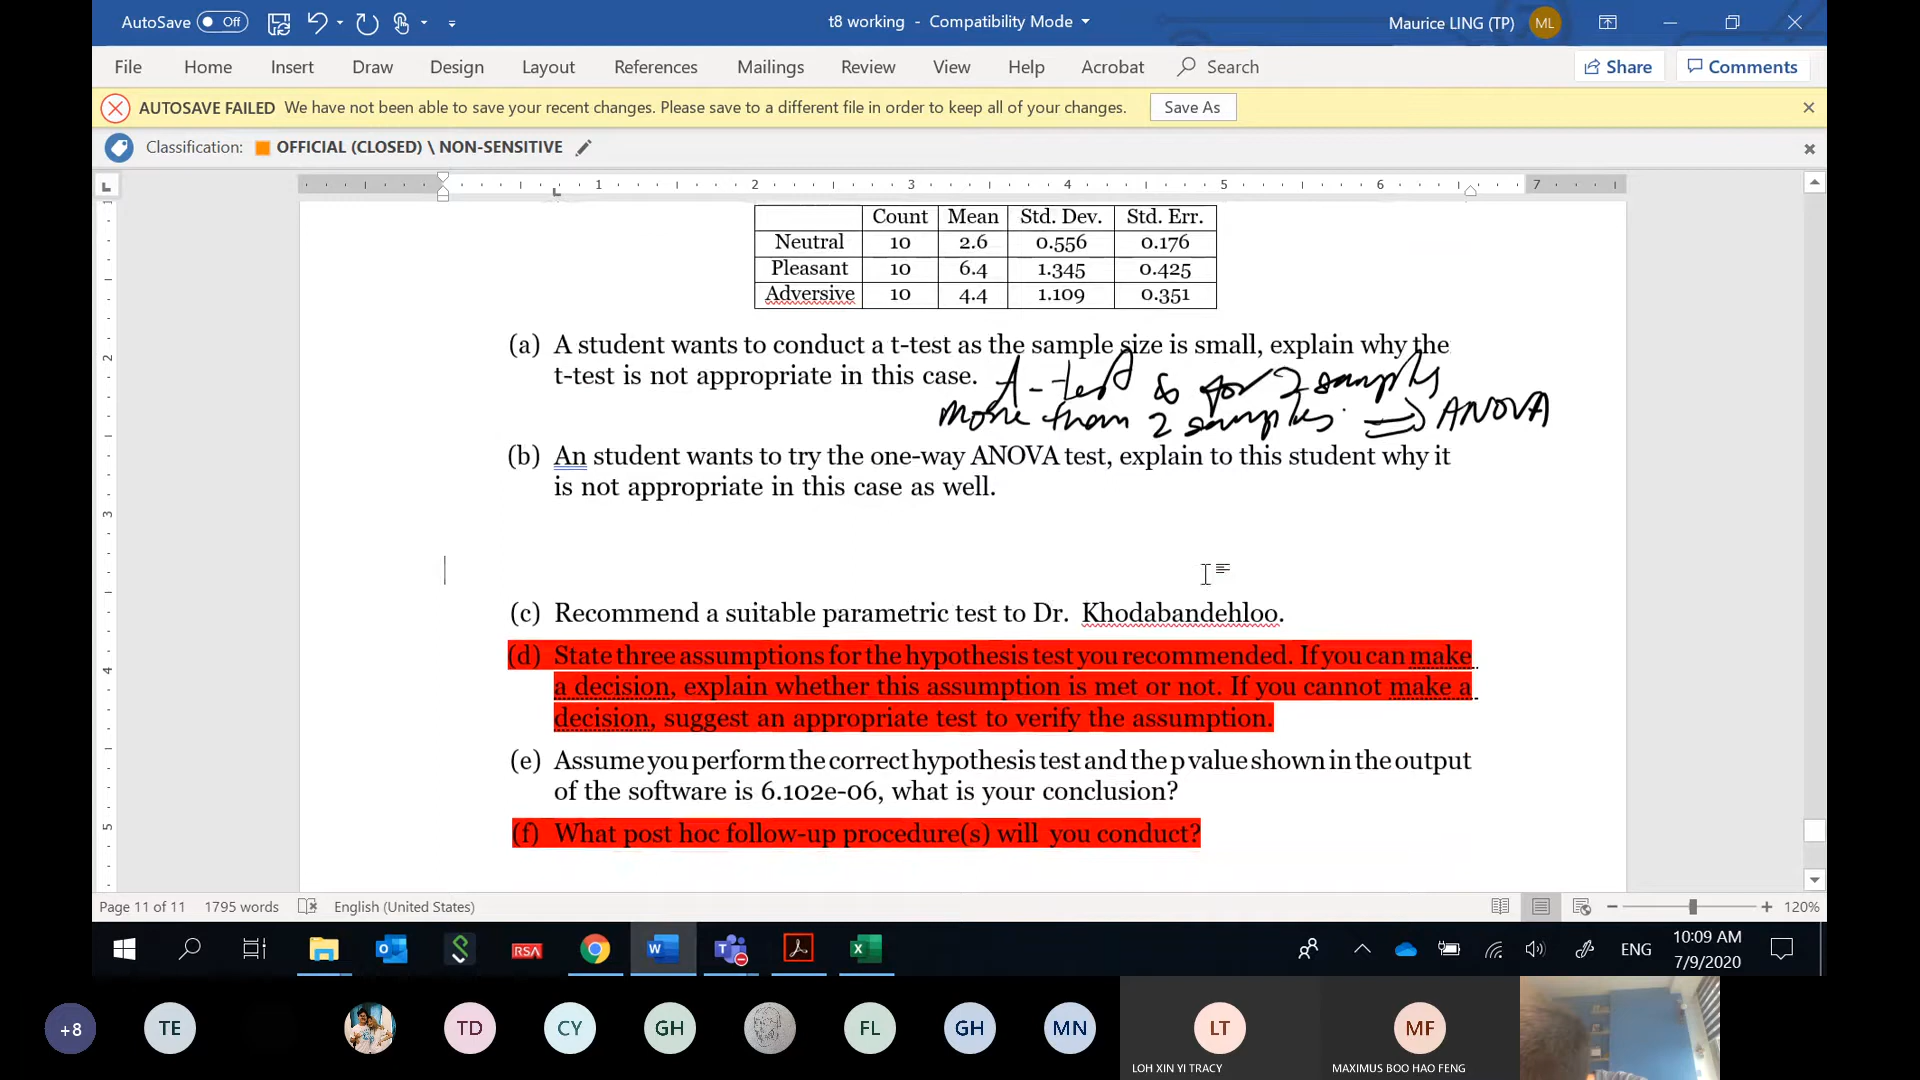 AutoSave Off
t8 working - Compatibility Mode
Maurice LING (TP) ML
File Home Insert Draw Design Layout References Mailings Review View Help Acrobat Search Share Comments
AUTOSAVE FAILED We have not been able to save your recent changes. Please save to a different file in order to keep all of your changes. Save As
Classification: OFFICIAL (CLOSED) \ NON-SENSITIVE
1 2 3 4 5 6 7
Count Mean Std. Dev. Std. Err.
Neutral 10 2.6 0.556 0.176
Pleasant 10 6.4 1.345 0.425
Adversive 10 4.4 1.109 0.351
(a) A student wants to conduct a t-test as the sample size is small, explain why the
t-test is not appropriate in this case. t-test is for 2 samples
more than 2 samples => ANOVA
(b) An student wants to try the one-way ANOVA test, explain to this student why it
is not appropriate in this case as well.
(c) Recommend a suitable parametric test to Dr. Khodabandehloo.
(d) State three assumptions for the hypothesis test you recommended. If you can make
a decision, explain whether this assumption is met or not. If you cannot make a
decision, suggest an appropriate test to verify the assumption.
(e) Assume you perform the correct hypothesis test and the p value shown in the output
of the software is 6.102e-06, what is your conclusion?
(f) What post hoc follow-up procedure(s) will you conduct?
2
3
4
5
Page 11 of 11 1795 words English (United States) 120%
RSA ENG 10:09 AM
7/9/2020
+8 TE TD CY GH FL GH MN LT MF
LOH XIN YI TRACY MAXIMUS BOO HAO FENG